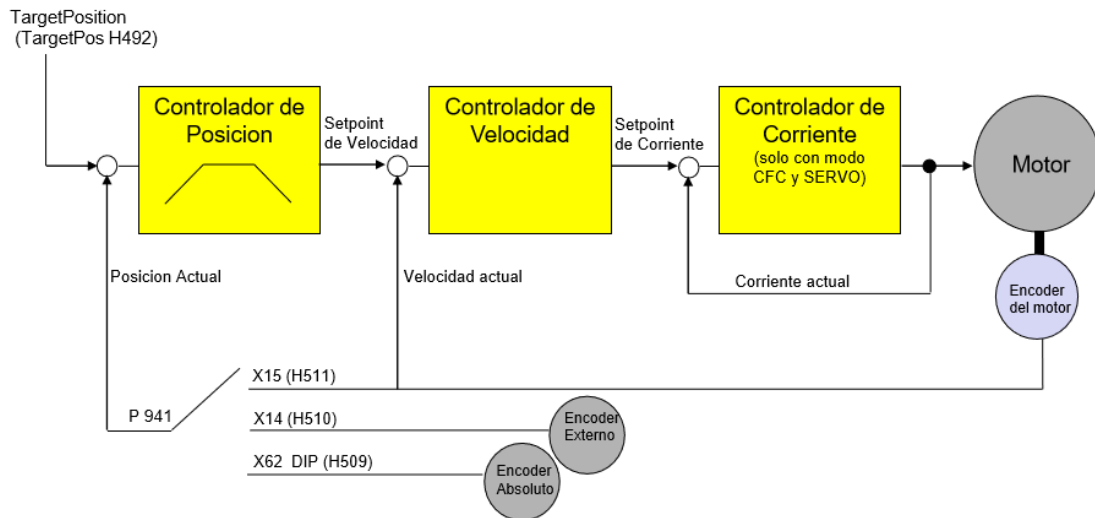 TargetPosition
(TargetPos H492)
Controlador de
Posicion
Setpoint
de Velocidad
Controlador de
Velocidad
Setpoint
de Corriente
Controlador de
Corriente
(solo con modo
CFC y SERVO)
Motor
Posicion Actual
Velocidad actual
Corriente actual
Encoder
del motor
X15 (H511)
P 941
X14 (H510)
Encoder
Externo
X62 DIP (H509)
Encoder
Absoluto